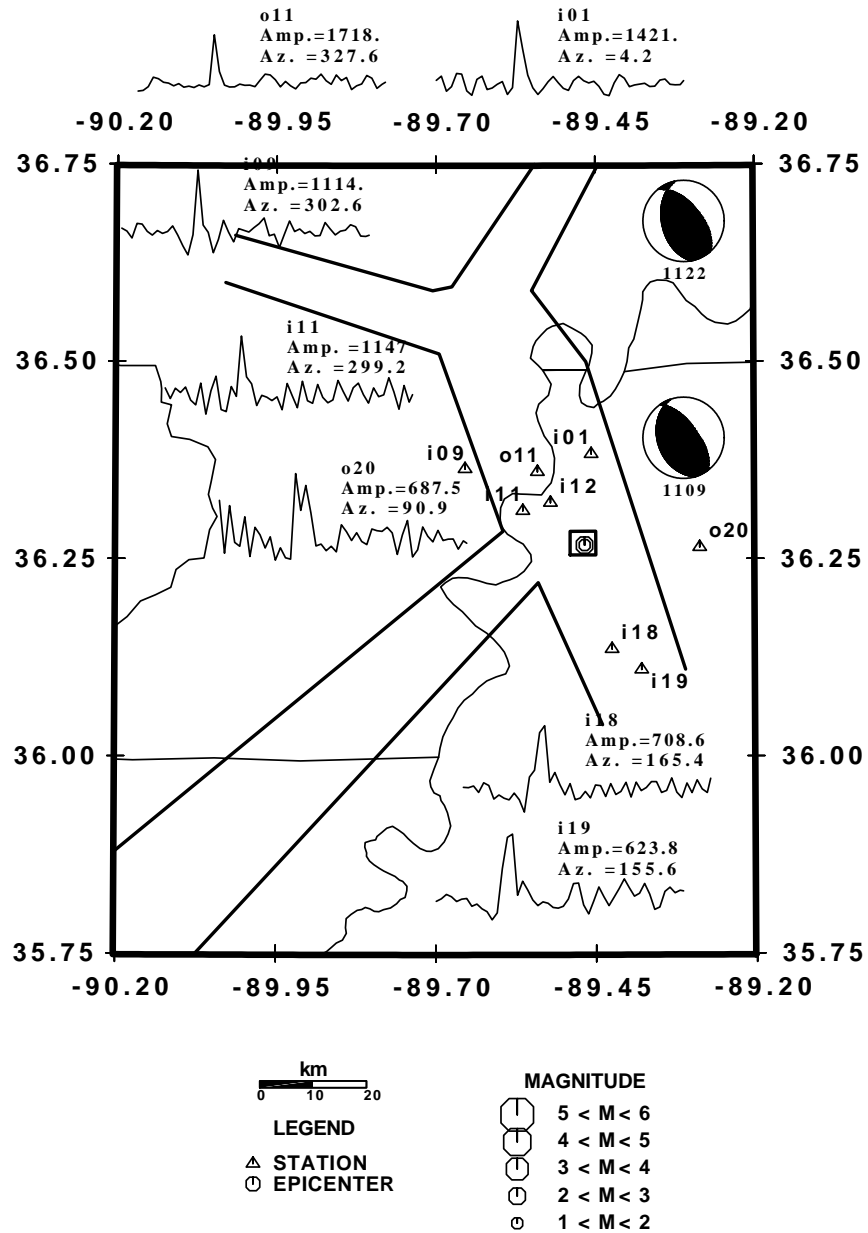 o11
Amp.=1718.
Az. =327.6
i01
Amp.=1421.
Az. =4.2
-90.20 -89.95 -89.70 -89.45 -89.20
36.75 36.75
i09
Amp.=1114.
Az. =302.6
1122
i11
Amp. =1147
Az. =299.2
36.50 36.50
i01
i09 o11
1109
o20
Amp.=687.5
Az. =90.9
i11 i12
o20
36.25 36.25
i18
i19
i18
Amp.=708.6
Az. =165.4
36.00 36.00
i19
Amp.=623.8
Az. =155.6
35.75 35.75
-90.20 -89.95 -89.70 -89.45 -89.20
km
0 10 20
LEGEND
STATION
EPICENTER
MAGNITUDE
5 < M < 6
4 < M < 5
3 < M < 4
2 < M < 3
1 < M < 2